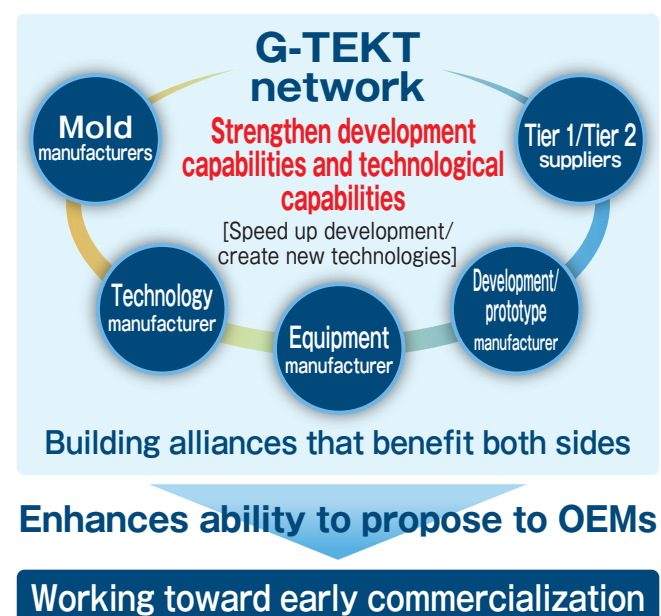 G-TEKT
network
Mold
manufacturers
Strengthen development
capabilities and technological
capabilities
[Speed up development/
create new technologies]
Tier 1/Tier 2
suppliers
Technology
manufacturer
Equipment
manufacturer
Development/
prototype
manufacturer
Building alliances that benefit both sides
Enhances ability to propose to OEMs
Working toward early commercialization